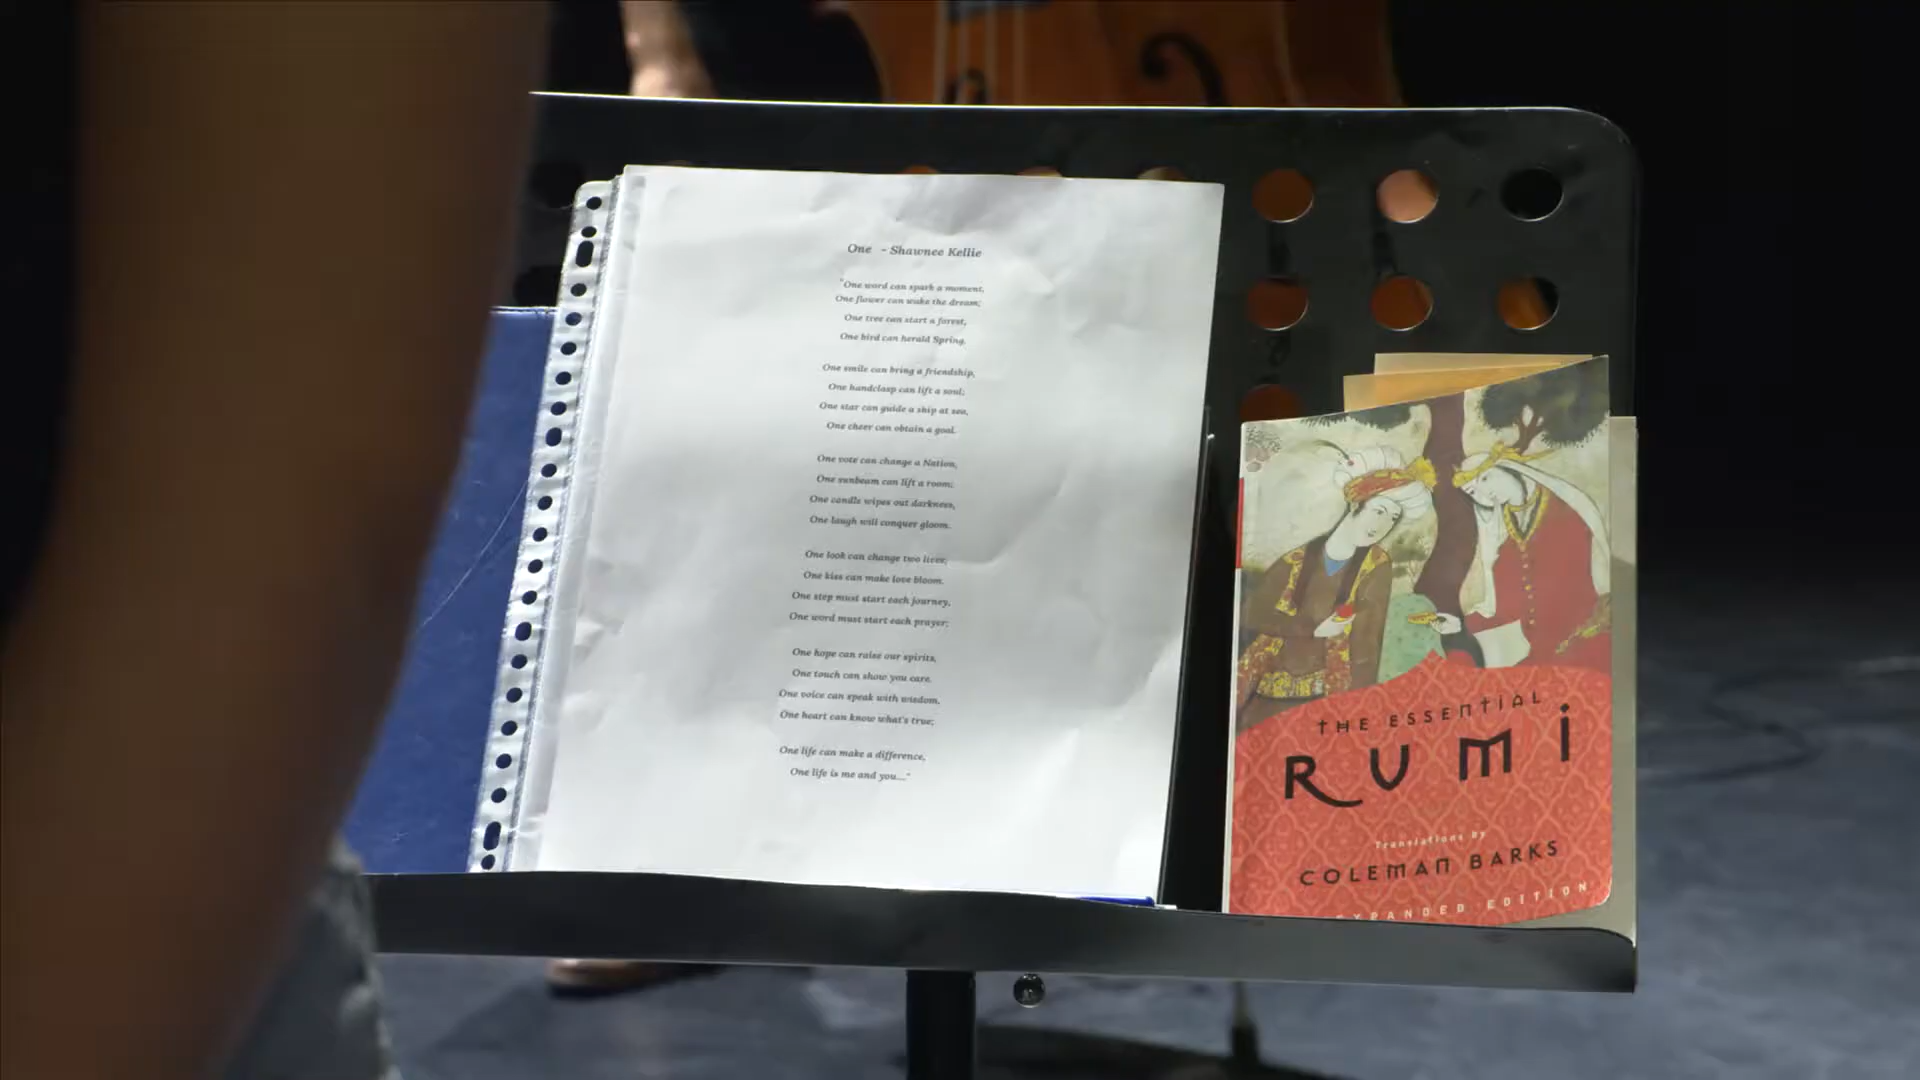 One - Shawnee Kellie
"One word can spark a moment,
One flower can wake the dream;
One tree can start a forest,
One bird can herald Spring.
One smile can bring a friendship,
One handclasp can lift a soul;
One star can guide a ship at sea,
One cheer can obtain a goal.
One vote can change a Nation,
One sunbeam can lift a room;
One candle wipes out darkness,
One laugh will conquer gloom.
One look can change two lives;
One kiss can make love bloom.
One step must start each journey,
One word must start each prayer;
One hope can raise our spirits,
One touch can show you care.
One voice can speak with wisdom,
One heart can know what's true;
One life can make a difference,
One life is me and you...."
THE ESSENTIAL
RUMI
Translations by
COLEMAN BARKS
EXPANDED EDITION